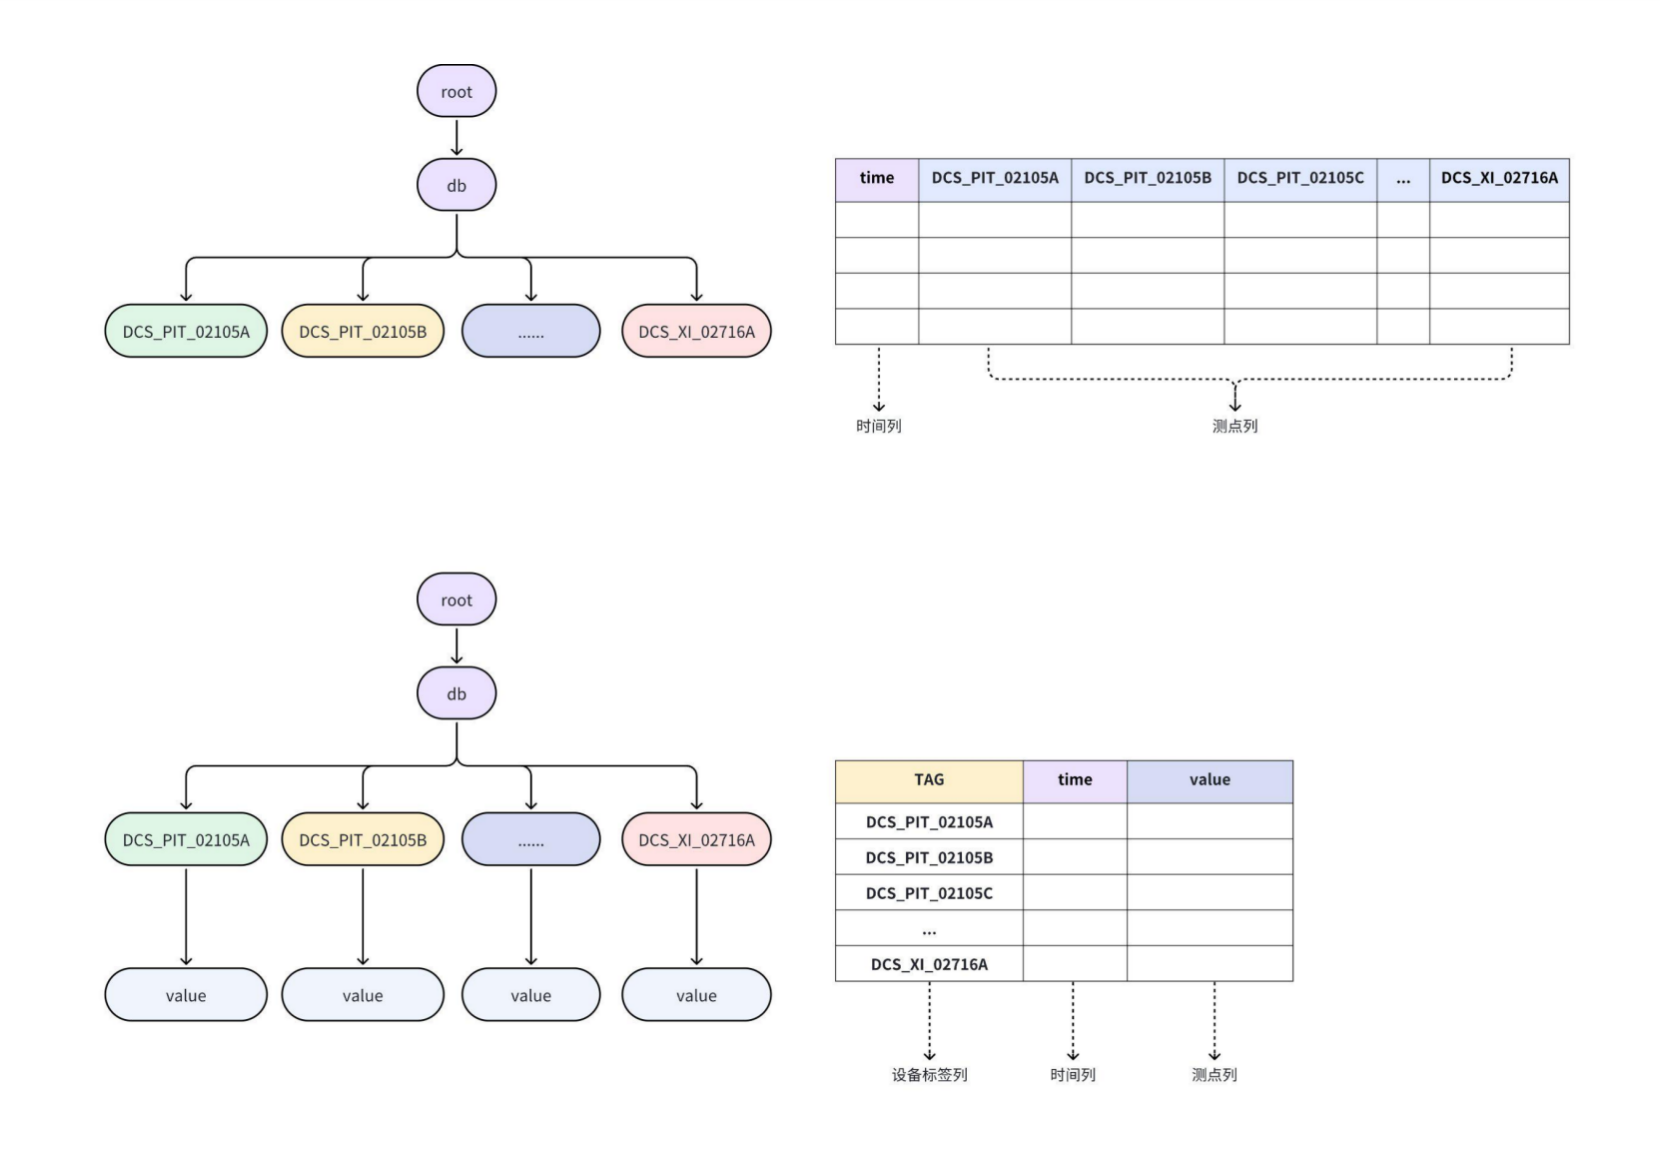 root
db
DCS_PIT_02105A DCS_PIT_02105B ...... DCS_XI_02716A
time DCS_PIT_02105A DCS_PIT_02105B DCS_PIT_02105C ... DCS_XI_02716A
时间列 测点列
root
db
DCS_PIT_02105A DCS_PIT_02105B ...... DCS_XI_02716A
value value value value
TAG time value
DCS_PIT_02105A
DCS_PIT_02105B
DCS_PIT_02105C
...
DCS_XI_02716A
设备标签列 时间列 测点列